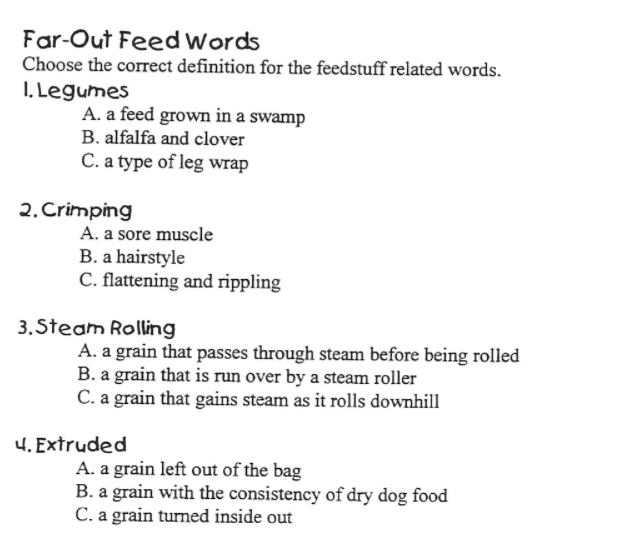 Far-Out Feed Words
Choose the correct definition for the feedstuff related words.
1. Legumes
A. a feed grown in a swamp
B. alfalfa and clover
C. a type of leg wrap
2. Crimping
A. a sore muscle
B. a hairstyle
C. flattening and rippling
3. Steam Rolling
A. a grain that passes through steam before being rolled
B. a grain that is run over by a steam roller
C. a grain that gains steam as it rolls downhill
4. Extruded
A. a grain left out of the bag
B. a grain with the consistency of dry dog food
C. a grain turned inside out